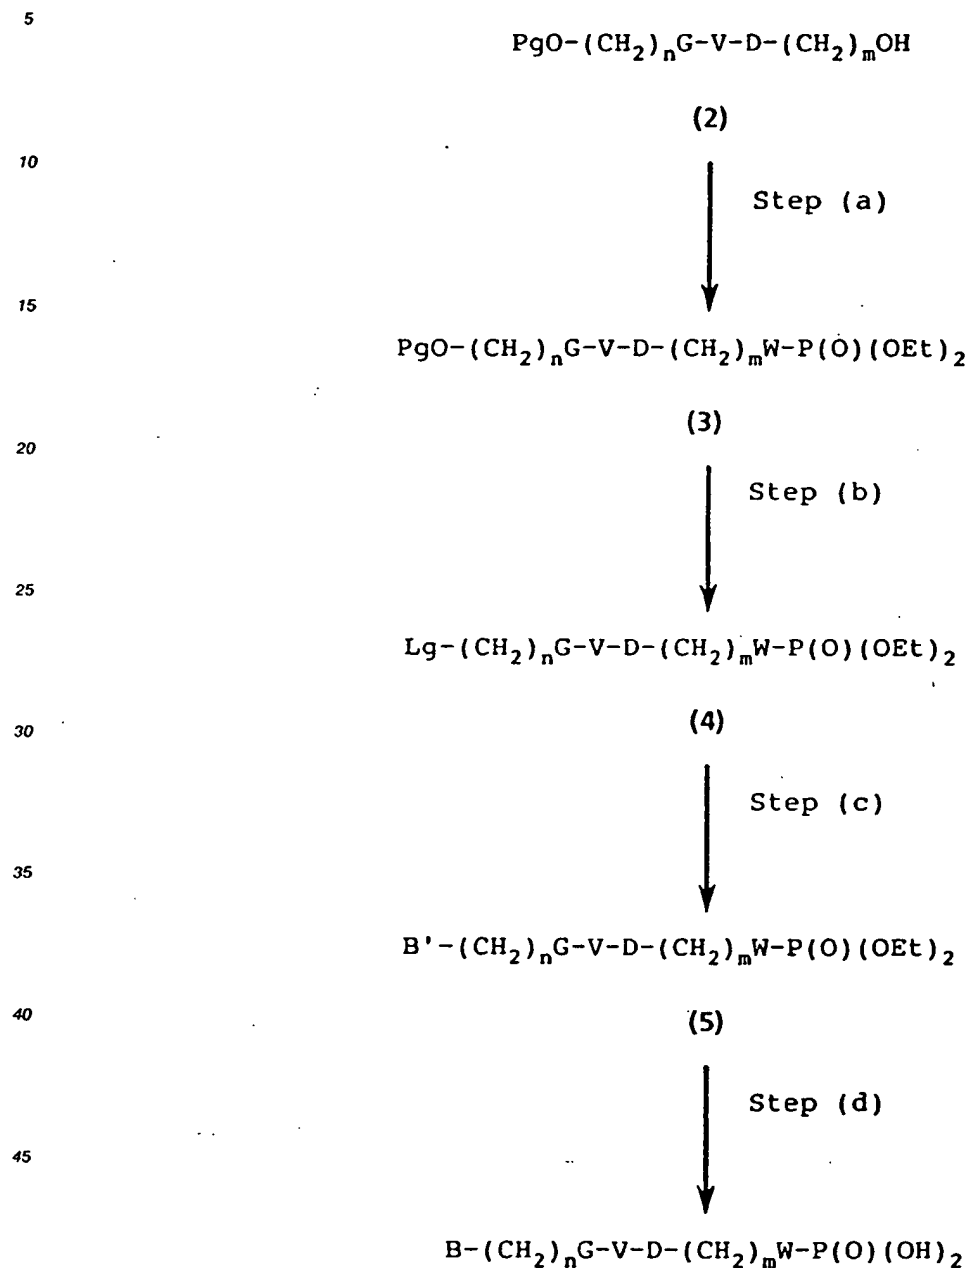 5
PgO-(CH2)nG-V-D-(CH2)mOH
(2)
10
Step (a)
15
PgO-(CH2)nG-V-D-(CH2)mW-P(O)(OEt)2
(3)
20
Step (b)
25
Lg-(CH2)nG-V-D-(CH2)mW-P(O)(OEt)2
(4)
30
Step (c)
35
B'-(CH2)nG-V-D-(CH2)mW-P(O)(OEt)2
(5)
40
Step (d)
45
B-(CH2)nG-V-D-(CH2)mW-P(O)(OH)2